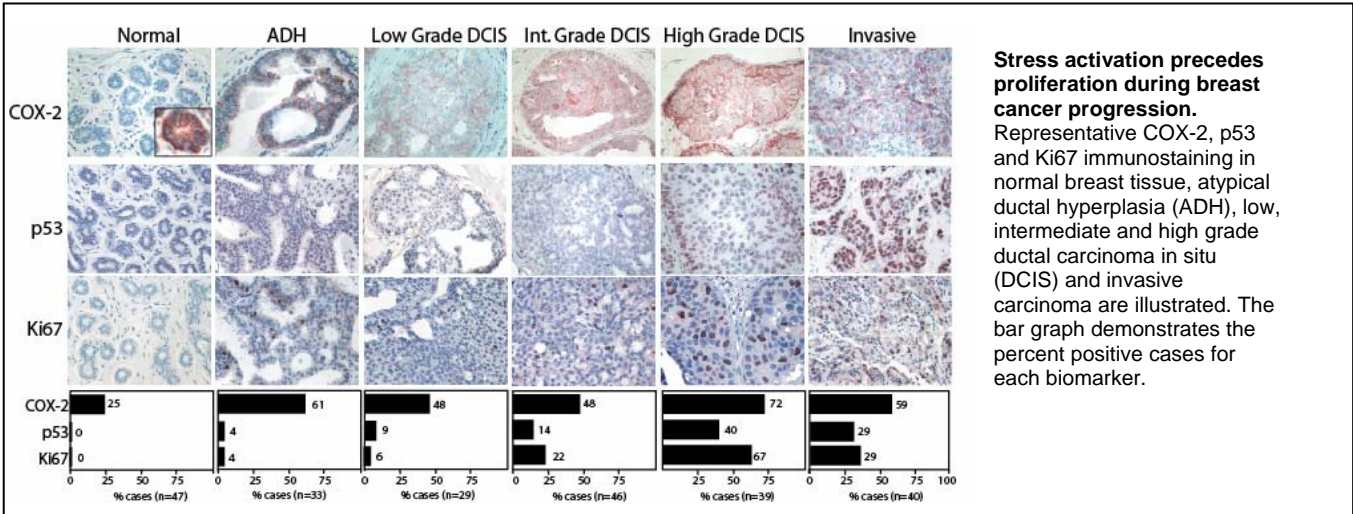 Normal ADH Low Grade DCIS Int. Grade DCIS High Grade DCIS Invasive
COX-2
p53
Ki67
COX-2 25 61 48 48 72 59
p53 0 4 9 14 40 29
Ki67 0 4 6 22 67 29
25 50 75 25 50 75 25 50 75 25 50 75 25 50 75 0 25 50 75 100
% cases (n=47) % cases (n=33) % cases (n=29) % cases (n=46) % cases (n=39) % cases (n=40)
Stress activation precedes
proliferation during breast
cancer progression.
Representative COX-2, p53
and Ki67 immunostaining in
normal breast tissue, atypical
ductal hyperplasia (ADH), low,
intermediate and high grade
ductal carcinoma in situ
(DCIS) and invasive
carcinoma are illustrated. The
bar graph demonstrates the
percent positive cases for
each biomarker.